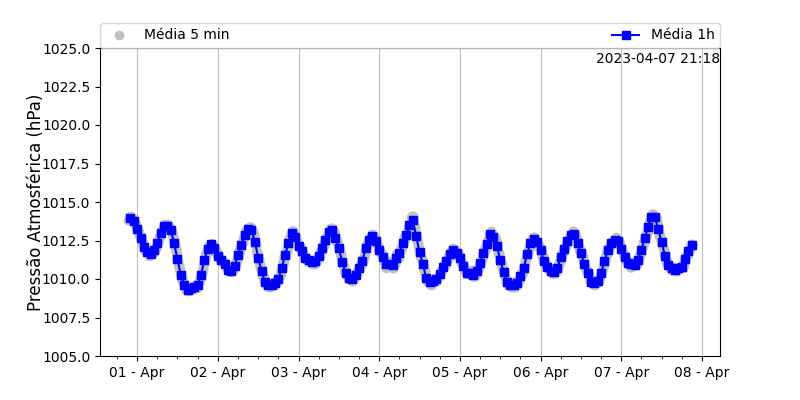 Média 5 min
Média 1h
2023-04-07 21:18
Pressão Atmosférica (hPa)
1025.0
1022.5
1020.0
1017.5
1015.0
1012.5
1010.0
1007.5
1005.0
01 - Apr
02 - Apr
03 - Apr
04 - Apr
05 - Apr
06 - Apr
07 - Apr
08 - Apr